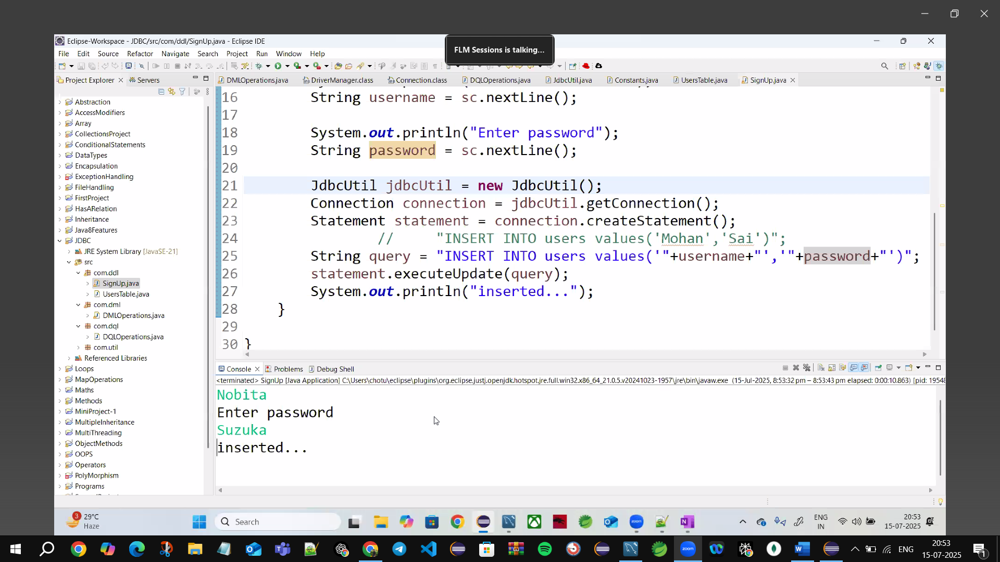 Eclipse-Workspace - JDBC/src/com/ddl/SignUp.java - Eclipse IDE
FLM Sessions is talking...
File Edit Source Refactor Navigate Search Project Run Window Help
Project Explorer Servers
DMLOperations.java DriverManager.class Connection.class DQLOperations.java JdbcUtil.java Constants.java UsersTable.java SignUp.java
Abstraction
AccessModifiers
Array
CollectionsProject
ConditionalStatements
DataTypes
Encapsulation
ExceptionHandling
FileHandling
FirstProject
HasARelation
Inheritance
Java8Features
JDBC
JRE System Library [JavaSE-21]
src
com.ddl
SignUp.java
UsersTable.java
com.dml
DMLOperations.java
com.dql
DQLOperations.java
com.util
Referenced Libraries
Loops
MapOperations
Maths
Methods
MiniProject-1
MultipleInheritance
MultiThreading
ObjectMethods
OOPS
Operators
PolyMorphism
Programs
16 String username = sc.nextLine();
17
18 System.out.println("Enter password");
19 String password = sc.nextLine();
20
21 JdbcUtil jdbcUtil = new JdbcUtil();
22 Connection connection = jdbcUtil.getConnection();
23 Statement statement = connection.createStatement();
24 // "INSERT INTO users values('Mohan','Sai')";
25 String query = "INSERT INTO users values('"+username+"','"+password+"')";
26 statement.executeUpdate(query);
27 System.out.println("inserted...");
28 }
29
30 }
Console Problems Debug Shell
<terminated> SignUp [Java Application] C:\Users\chotu\eclipse\plugins\org.eclipse.justj.openjdk.hotspot.jre.full.win32.x86_64_21.0.5.v20241023-1957\jre\bin\javaw.exe (15-Jul-2025, 8:53:32 pm – 8:53:43 pm elapsed: 0:00:10.863) [pid: 19548
Nobita
Enter password
Suzuka
inserted...
3
29°C
Haze
Search
zoom
ENG
IN
20:53
15-07-2025
zoom
ENG
20:53
15-07-2025
1